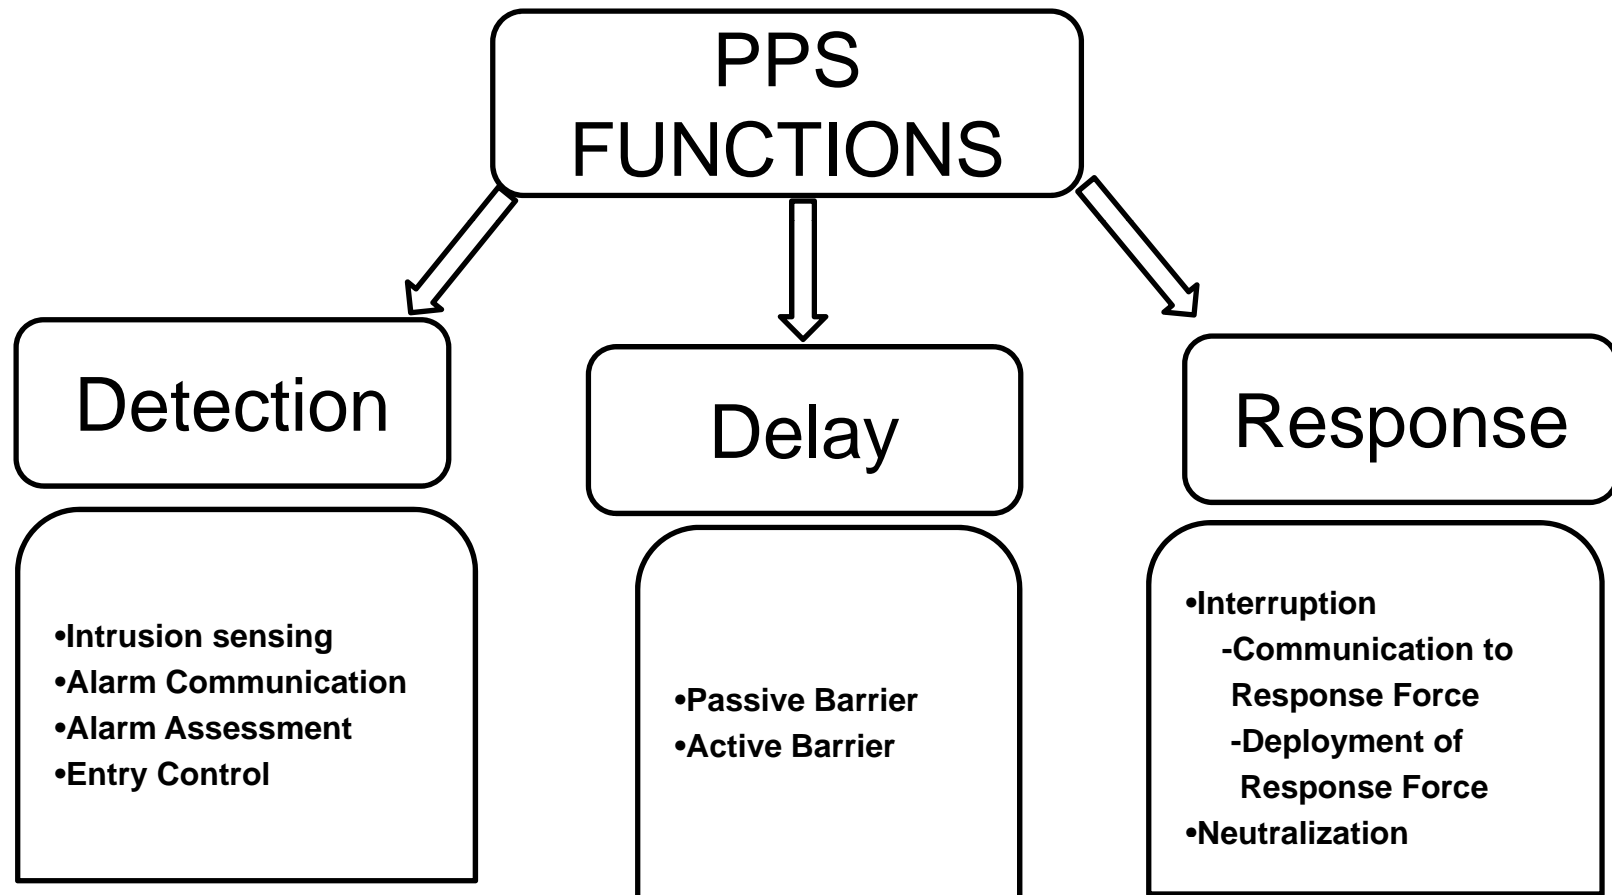 PPS
FUNCTIONS
Detection
Delay
Response
•Intrusion sensing
•Alarm Communication
•Alarm Assessment
•Entry Control
•Passive Barrier
•Active Barrier
•Interruption
-Communication to
Response Force
-Deployment of
Response Force
•Neutralization